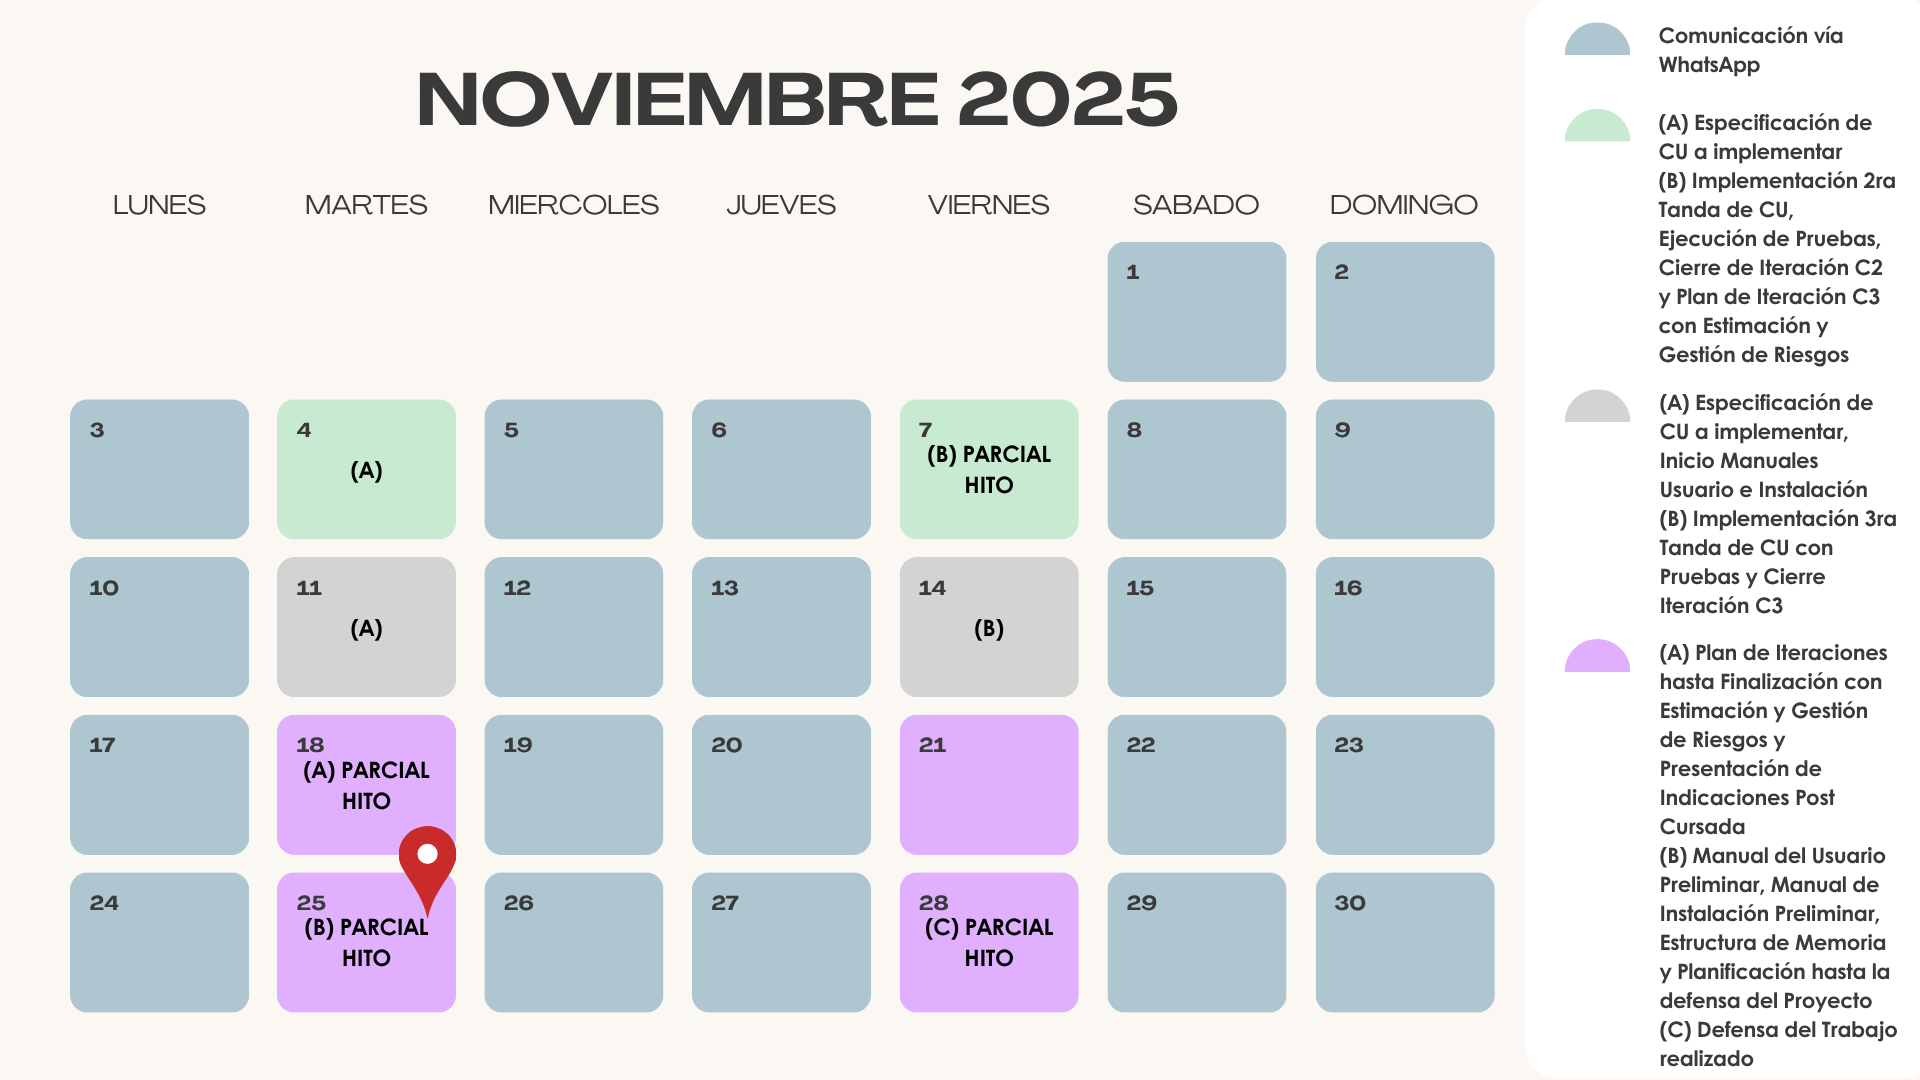 NOVIEMBRE 2025
LUNES MARTES MIERCOLES JUEVES VIERNES SABADO DOMINGO
1 2
3 4 5 6 7 8 9
(A) (B) PARCIAL
HITO
10 11 12 13 14 15 16
(A) (B)
17 18 19 20 21 22 23
(A) PARCIAL
HITO
24 25 26 27 28 29 30
(B) PARCIAL (C) PARCIAL
HITO HITO
Comunicación vía
WhatsApp
(A) Especificación de
CU a implementar
(B) Implementación 2ra
Tanda de CU,
Ejecución de Pruebas,
Cierre de Iteración C2
y Plan de Iteración C3
con Estimación y
Gestión de Riesgos
(A) Especificación de
CU a implementar,
Inicio Manuales
Usuario e Instalación
(B) Implementación 3ra
Tanda de CU con
Pruebas y Cierre
Iteración C3
(A) Plan de Iteraciones
hasta Finalización con
Estimación y Gestión
de Riesgos y
Presentación de
Indicaciones Post
Cursada
(B) Manual del Usuario
Preliminar, Manual de
Instalación Preliminar,
Estructura de Memoria
y Planificación hasta la
defensa del Proyecto
(C) Defensa del Trabajo
realizado